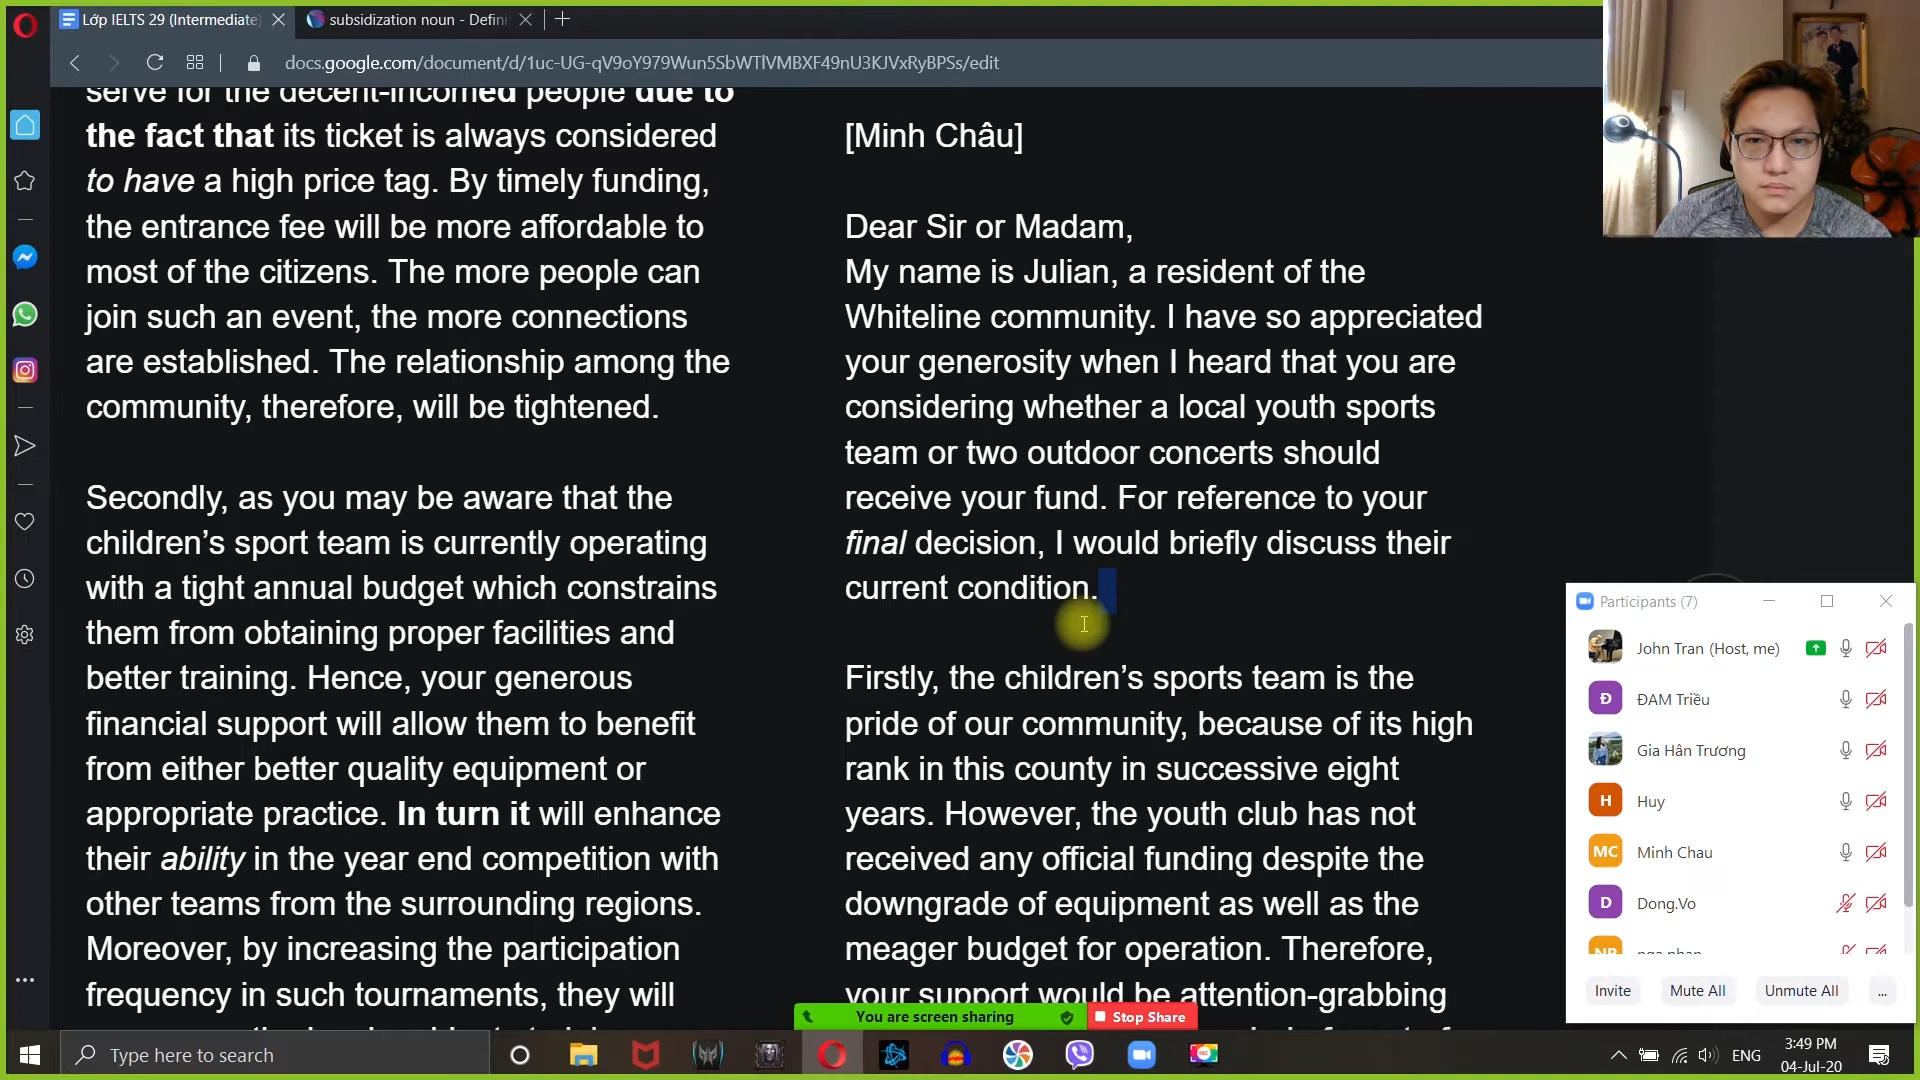 Lớp IELTS 29 (Intermediate)
subsidization noun - Defini
docs.google.com/document/d/1uc-UG-qV9oY979Wun5SbWTlVMBXF49nU3KJVxRyBPSs/edit
serve for the decent-incomed people due to
the fact that its ticket is always considered
to have a high price tag. By timely funding,
the entrance fee will be more affordable to
most of the citizens. The more people can
join such an event, the more connections
are established. The relationship among the
community, therefore, will be tightened.
Secondly, as you may be aware that the
children’s sport team is currently operating
with a tight annual budget which constrains
them from obtaining proper facilities and
better training. Hence, your generous
financial support will allow them to benefit
from either better quality equipment or
appropriate practice. In turn it will enhance
their ability in the year end competition with
other teams from the surrounding regions.
Moreover, by increasing the participation
frequency in such tournaments, they will
[Minh Châu]
Dear Sir or Madam,
My name is Julian, a resident of the
Whiteline community. I have so appreciated
your generosity when I heard that you are
considering whether a local youth sports
team or two outdoor concerts should
receive your fund. For reference to your
final decision, I would briefly discuss their
current condition.
Firstly, the children’s sports team is the
pride of our community, because of its high
rank in this county in successive eight
years. However, the youth club has not
received any official funding despite the
downgrade of equipment as well as the
meager budget for operation. Therefore,
your support would be attention-grabbing
Participants (7)
John Tran (Host, me)
Đ ĐAM Triều
Gia Hân Trương
H Huy
MC Minh Chau
D Dong.Vo
NP nga phan
Invite Mute All Unmute All ...
You are screen sharing Stop Share
Type here to search
ENG
3:49 PM
04-Jul-20